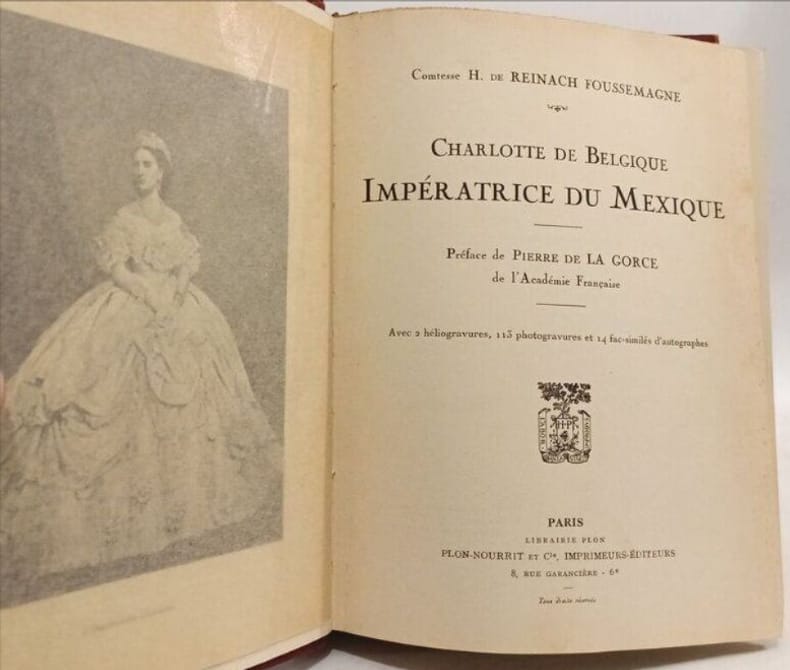 Comtesse H. DE REINACH FOUSSEMAGNE
CHARLOTTE DE BELGIQUE
IMPÉRATRICE DU MEXIQUE
Préface de PIERRE DE LA GORCE
de l'Académie Française
Avec 2 héliogravures, 113 photogravures et 14 fac-similés d'autographes
H·P
PARIS
LIBRAIRIE PLON
PLON-NOURRIT ET Cie, IMPRIMEURS-ÉDITEURS
8, RUE GARANCIÈRE - 6e
Tous droits réservés